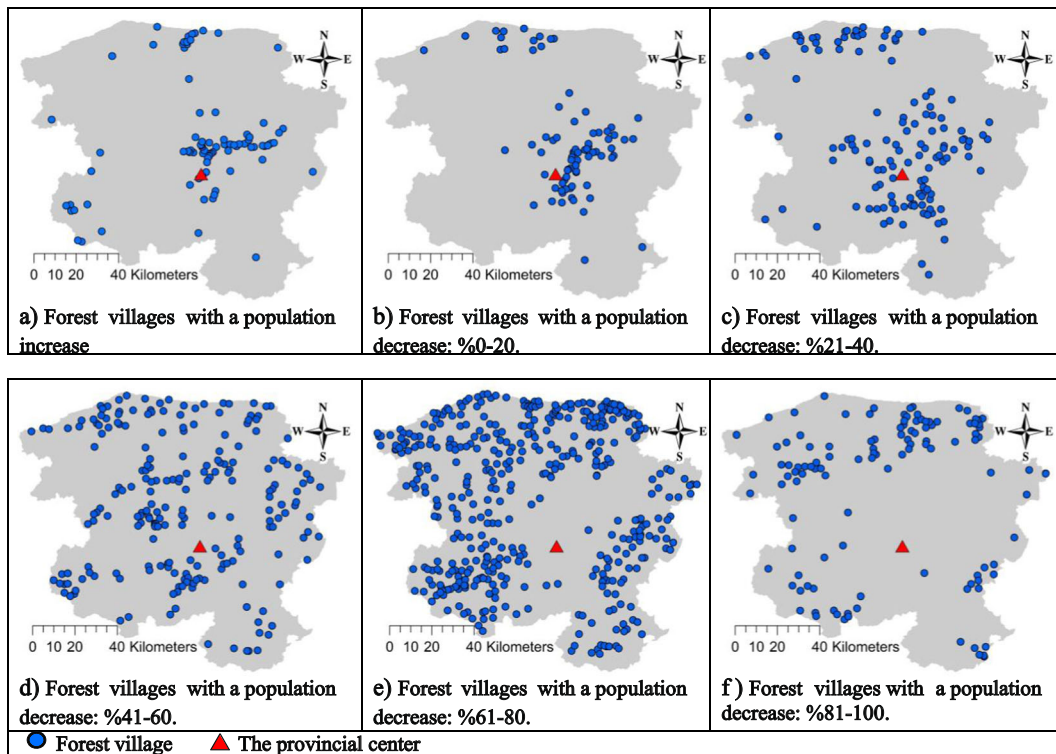 N
W E
S
0 10 20 40 Kilometers
a) Forest villages with a population
increase
N
W E
S
0 10 20 40 Kilometers
b) Forest villages with a population
decrease: %0-20.
N
W E
S
0 10 20 40 Kilometers
c) Forest villages with a population
decrease: %21-40.
N
W E
S
0 10 20 40 Kilometers
d) Forest villages with a population
decrease: %41-60.
N
W E
S
0 10 20 40 Kilometers
e) Forest villages with a population
decrease: %61-80.
N
W E
S
0 10 20 40 Kilometers
f ) Forest villages with a population
decrease: %81-100.
Forest village The provincial center